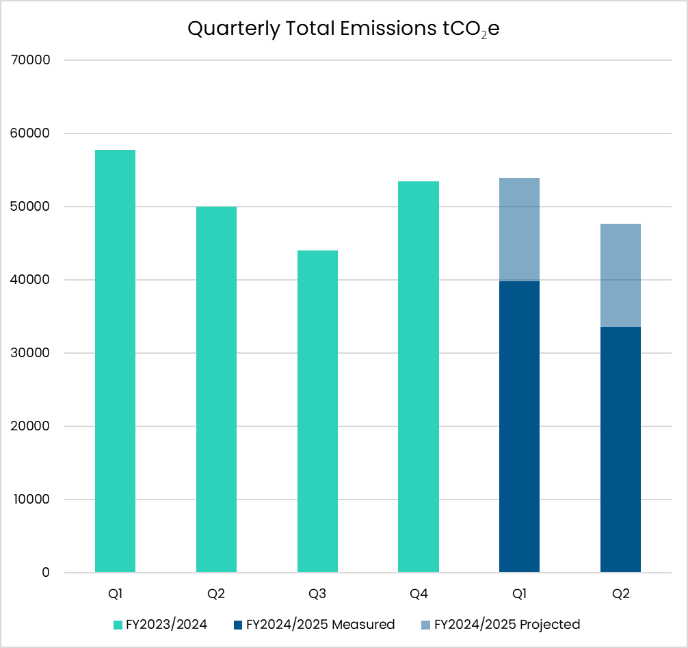 Quarterly Total Emissions tCO₂e
70000
60000
50000
40000
30000
20000
10000
0
Q1 Q2 Q3 Q4 Q1 Q2
FY2023/2024 FY2024/2025 Measured FY2024/2025 Projected